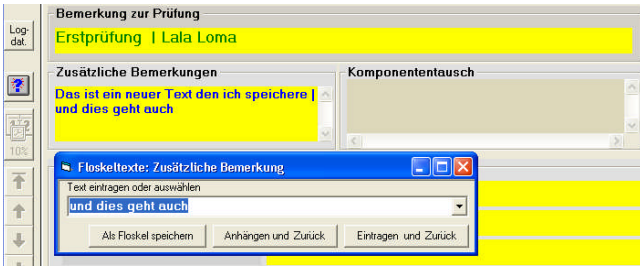 Bemerkung zur Prüfung
Log-
dat.
Erstprüfung | Lala Loma
Zusätzliche Bemerkungen
Komponententausch
Das ist ein neuer Text den ich speichere |
und dies geht auch
10%
Floskeltexte: Zusätzliche Bemerkung
Text eintragen oder auswählen
und dies geht auch
Als Floskel speichern
Anhängen und Zurück
Eintragen und Zurück